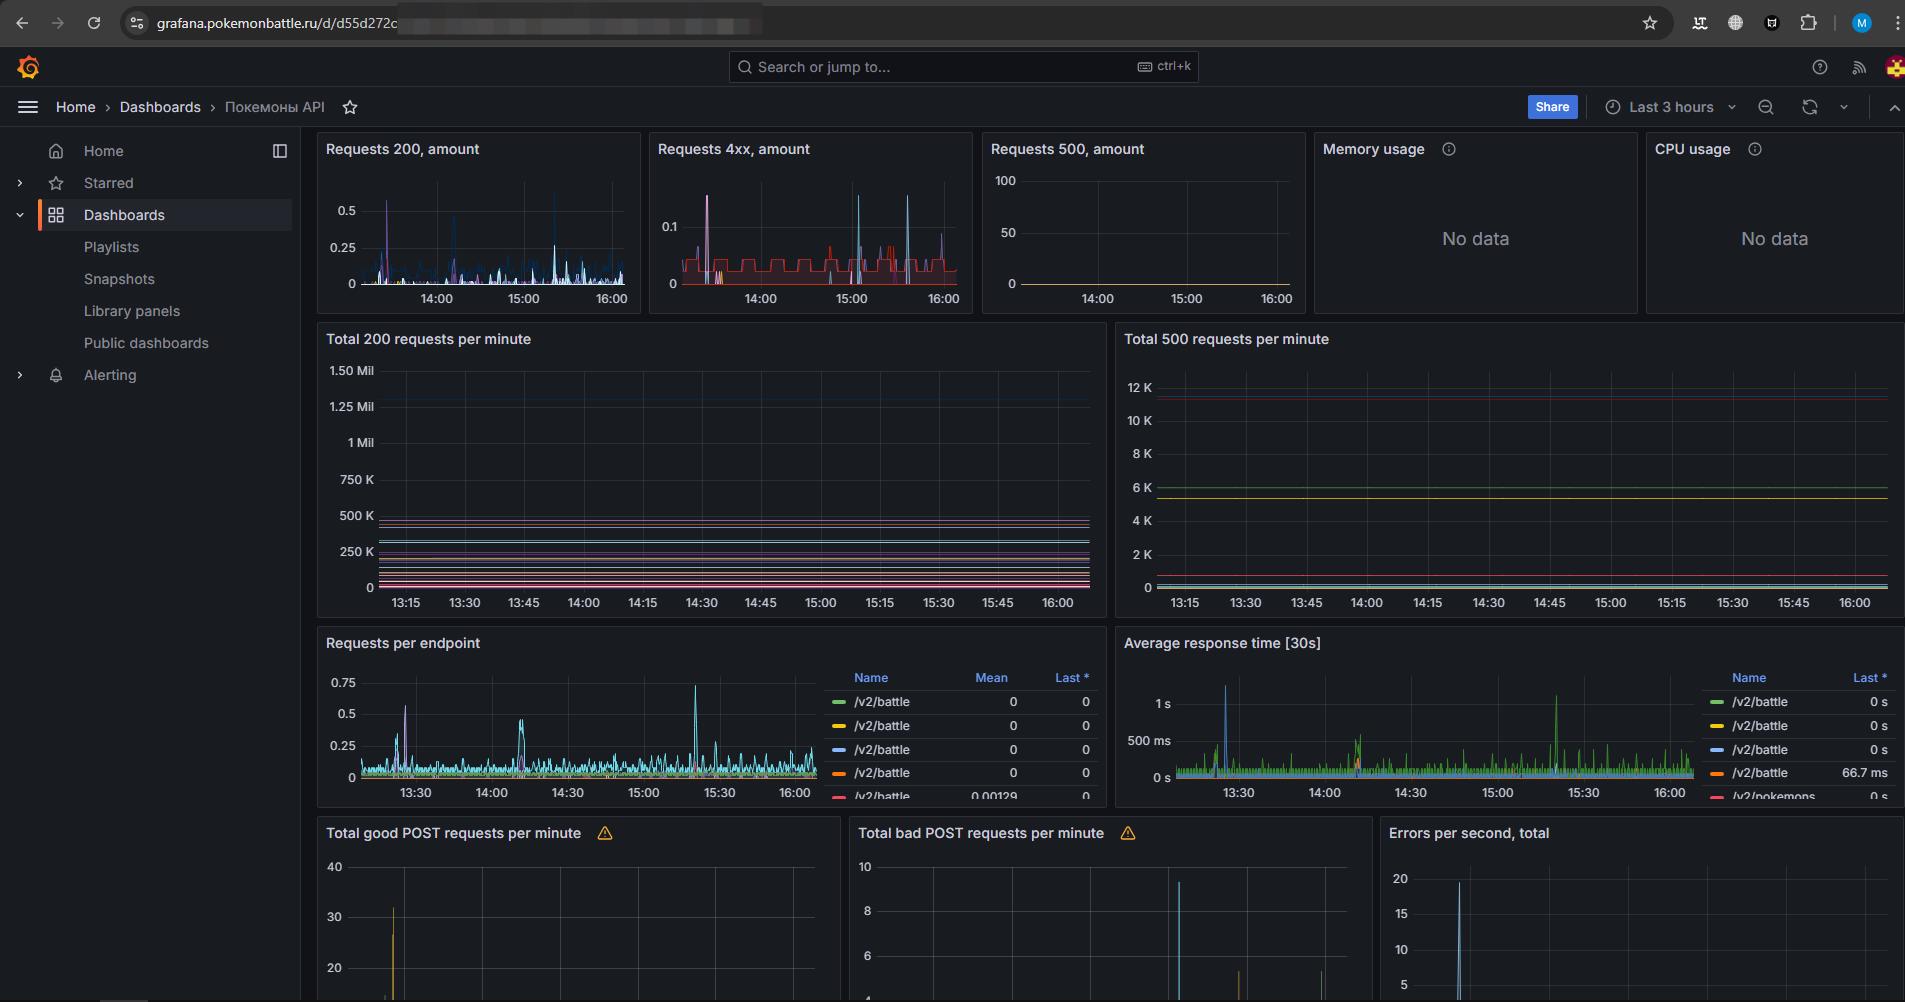 grafana.pokemonbattle.ru/d/d55d272c
M
Search or jump to...
ctrl+k
Home › Dashboards › Покемоны API
Share
Last 3 hours
Home
Starred
Dashboards
Playlists
Snapshots
Library panels
Public dashboards
Alerting
Requests 200, amount
0.5
0.25
0
14:00 15:00 16:00
Requests 4xx, amount
0.1
0
14:00 15:00 16:00
Requests 500, amount
100
50
0
14:00 15:00 16:00
Memory usage
No data
CPU usage
No data
Total 200 requests per minute
1.50 Mil
1.25 Mil
1 Mil
750 K
500 K
250 K
0
13:15 13:30 13:45 14:00 14:15 14:30 14:45 15:00 15:15 15:30 15:45 16:00
Total 500 requests per minute
12 K
10 K
8 K
6 K
4 K
2 K
0
13:15 13:30 13:45 14:00 14:15 14:30 14:45 15:00 15:15 15:30 15:45 16:00
Requests per endpoint
0.75
0.5
0.25
0
13:30 14:00 14:30 15:00 15:30 16:00
Name Mean Last *
/v2/battle 0 0
/v2/battle 0 0
/v2/battle 0 0
/v2/battle 0 0
/v2/battle 0.00129 0
Average response time [30s]
1 s
500 ms
0 s
13:30 14:00 14:30 15:00 15:30 16:00
Name Last *
/v2/battle 0 s
/v2/battle 0 s
/v2/battle 0 s
/v2/battle 66.7 ms
/v2/pokemons 0 s
Total good POST requests per minute
40
30
20
Total bad POST requests per minute
10
8
6
4
Errors per second, total
20
15
10
5